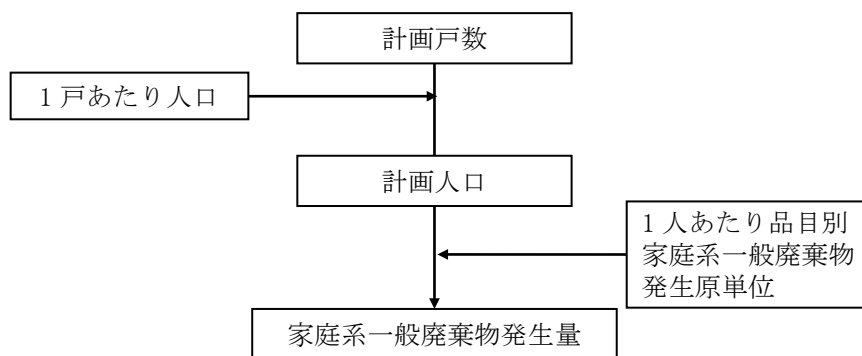 計画戸数
1 戸あたり人口
計画人口
1 人あたり品目別
家庭系一般廃棄物
発生原単位
家庭系一般廃棄物発生量